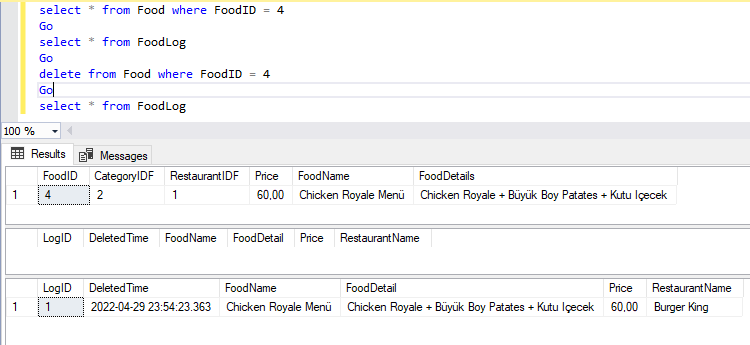 select * from Food where FoodID = 4
Go
select * from FoodLog
Go
delete from Food where FoodID = 4
Go
select * from FoodLog
100 %
Results Messages
FoodID CategoryIDF RestaurantIDF Price FoodName FoodDetails
1 4 2 1 60,00 Chicken Royale Menü Chicken Royale + Büyük Boy Patates + Kutu Içecek
LogID DeletedTime FoodName FoodDetail Price RestaurantName
LogID DeletedTime FoodName FoodDetail Price RestaurantName
1 1 2022-04-29 23:54:23.363 Chicken Royale Menü Chicken Royale + Büyük Boy Patates + Kutu Içecek 60,00 Burger King